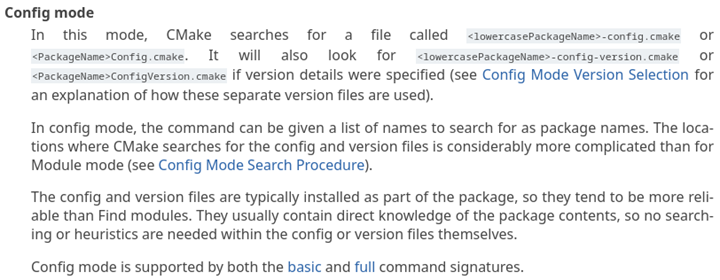 Config mode
In this mode, CMake searches for a file called <lowercasePackageName>-config.cmake or
<PackageName>Config.cmake. It will also look for <lowercasePackageName>-config-version.cmake or
<PackageName>ConfigVersion.cmake if version details were specified (see Config Mode Version Selection for
an explanation of how these separate version files are used).
In config mode, the command can be given a list of names to search for as package names. The loca-
tions where CMake searches for the config and version files is considerably more complicated than for
Module mode (see Config Mode Search Procedure).
The config and version files are typically installed as part of the package, so they tend to be more reli-
able than Find modules. They usually contain direct knowledge of the package contents, so no search-
ing or heuristics are needed within the config or version files themselves.
Config mode is supported by both the basic and full command signatures.